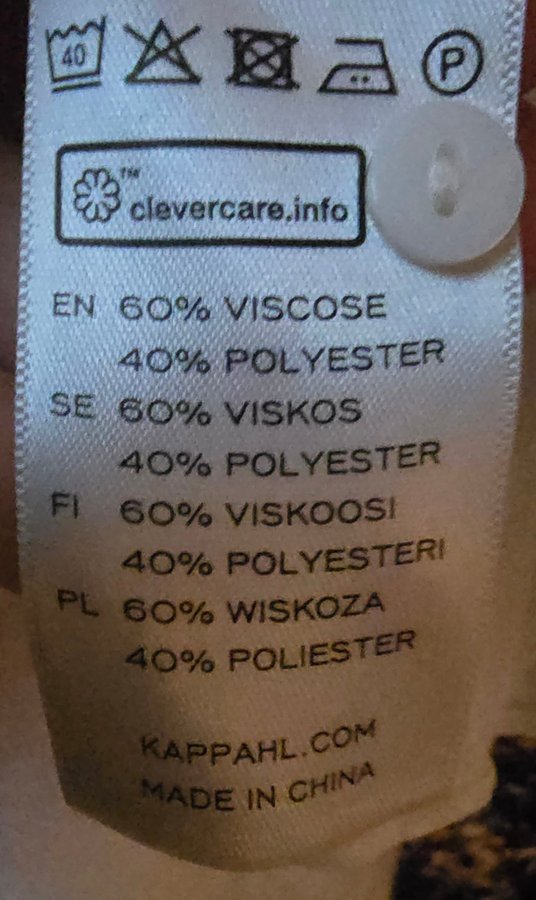 40 P
™ clevercare.info
EN 60% VISCOSE
40% POLYESTER
SE 60% VISKOS
40% POLYESTER
FI 60% VISKOOSI
40% POLYESTERI
PL 60% WISKOZA
40% POLIESTER
KAPPAHL.COM
MADE IN CHINA